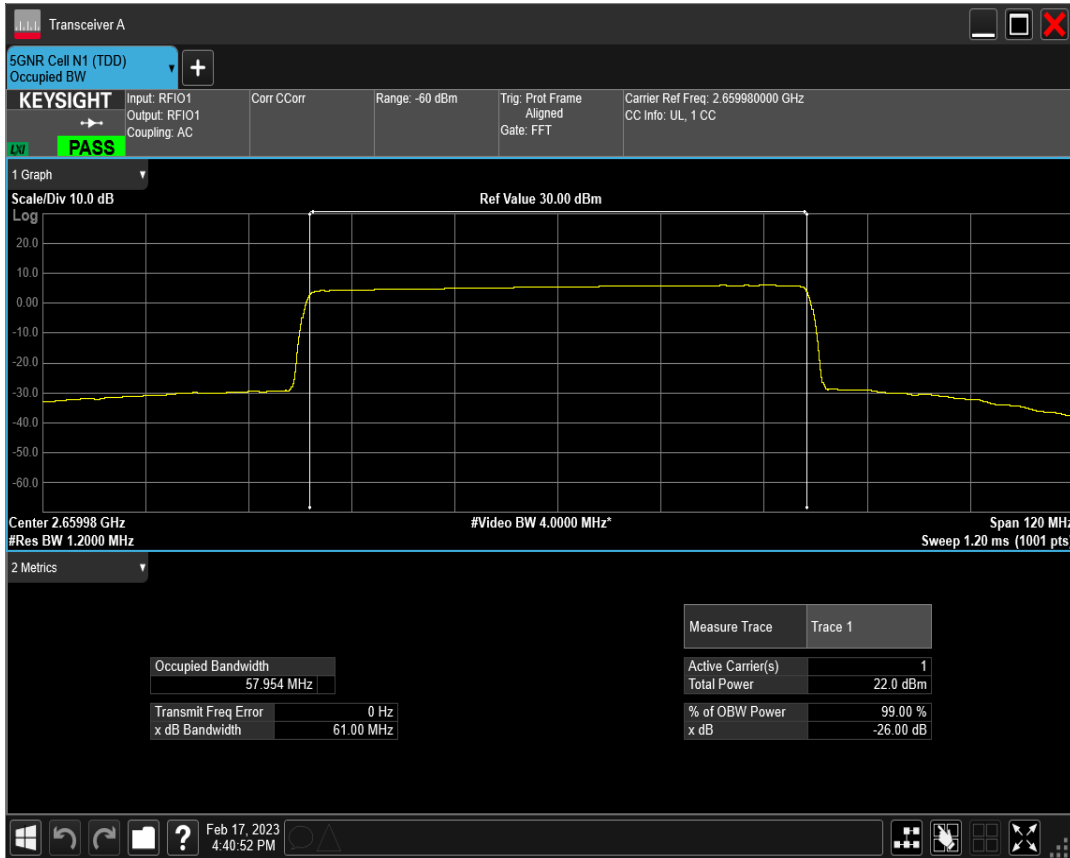 Transceiver A
5GNR Cell N1 (TDD)
Occupied BW
KEYSIGHT
LXI
PASS
Input: RFIO1
Output: RFIO1
Coupling: AC
Corr CCorr
Range: -60 dBm
Trig: Prot Frame
Aligned
Gate: FFT
Carrier Ref Freq: 2.659980000 GHz
CC Info: UL, 1 CC
1 Graph
Scale/Div 10.0 dB
Ref Value 30.00 dBm
Log
20.0
10.0
0.00
-10.0
-20.0
-30.0
-40.0
-50.0
-60.0
Center 2.65998 GHz
#Video BW 4.0000 MHz*
Span 120 MHz
#Res BW 1.2000 MHz
Sweep 1.20 ms (1001 pts)
2 Metrics
Measure Trace Trace 1
Occupied Bandwidth
57.954 MHz
Transmit Freq Error 0 Hz
x dB Bandwidth 61.00 MHz
Active Carrier(s) 1
Total Power 22.0 dBm
% of OBW Power 99.00 %
x dB -26.00 dB
Feb 17, 2023
4:40:52 PM